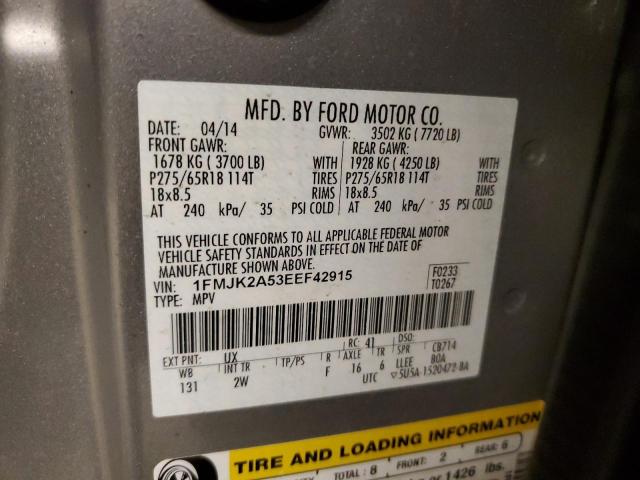 MFD. BY FORD MOTOR CO.
DATE: 04/14 GVWR: 3502 KG ( 7720 LB)
FRONT GAWR: REAR GAWR:
1678 KG ( 3700 LB) WITH 1928 KG ( 4250 LB) WITH
P275/65R18 114T TIRES P275/65R18 114T TIRES
18x8.5 RIMS 18x8.5 RIMS
AT 240 kPa/ 35 PSI COLD AT 240 kPa/ 35 PSI COLD
THIS VEHICLE CONFORMS TO ALL APPLICABLE FEDERAL MOTOR
VEHICLE SAFETY STANDARDS IN EFFECT ON THE DATE OF
MANUFACTURE SHOWN ABOVE.
VIN: 1FMJK2A53EEF42915 F0233
TYPE: MPV T0267
EXT PNT: UX RC: 41 DSO:
WB INT TR TP/PS R AXLE TR SPR CB714
131 2W F 16 6 LLEE BOA
UTC ▽5U5A-1520472-BA
TIRE AND LOADING INFORMATION
TOTAL: 8 FRONT: 2 REAR: 6
or 1426 lbs.